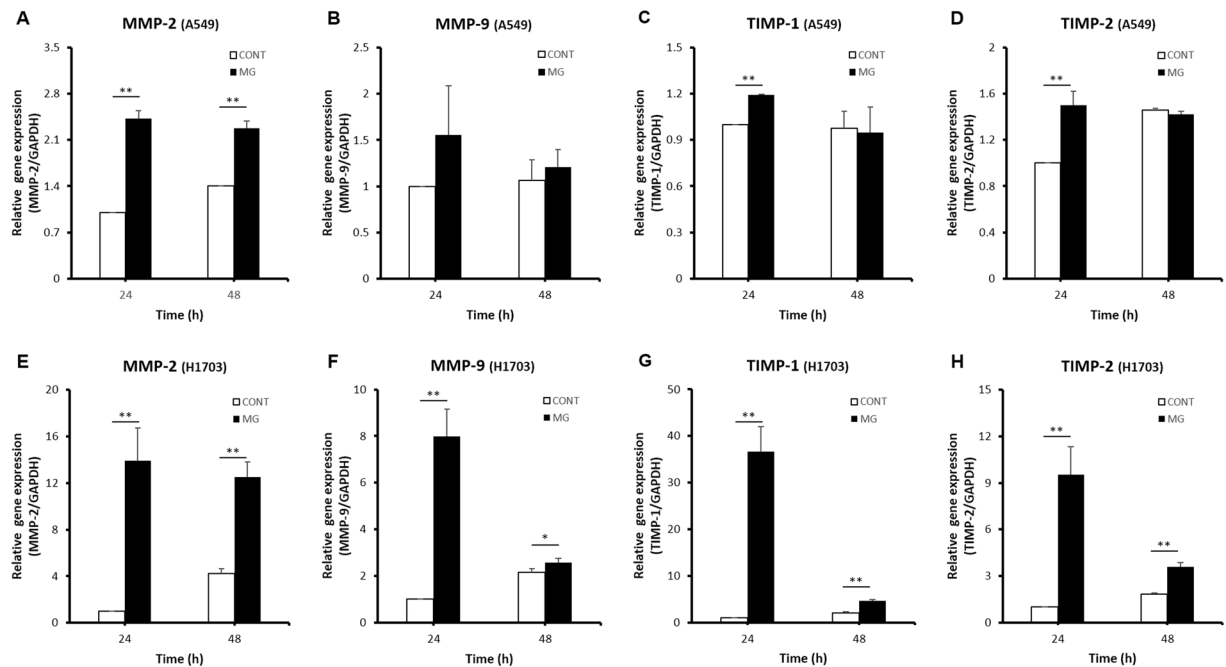 A MMP-2 (A549)
Relative gene expression
(MMP-2/GAPDH)
3.5
2.8
2.1
1.4
0.7
0
CONT
MG
**
**
24 48
Time (h)
B MMP-9 (A549)
Relative gene expression
(MMP-9/GAPDH)
2.5
2
1.5
1
0.5
0
CONT
MG
24 48
Time (h)
C TIMP-1 (A549)
Relative gene expression
(TIMP-1/GAPDH)
1.5
1.2
0.9
0.6
0.3
0.0
CONT
MG
**
24 48
Time (h)
D TIMP-2 (A549)
Relative gene expression
(TIMP-2/GAPDH)
2
1.6
1.2
0.8
0.4
0
CONT
MG
**
24 48
Time (h)
E MMP-2 (H1703)
Relative gene expression
(MMP-2/GAPDH)
20
16
12
8
4
0
CONT
MG
**
**
24 48
Time (h)
F MMP-9 (H1703)
Relative gene expression
(MMP-9/GAPDH)
10
8
6
4
2
0
CONT
MG
**
*
24 48
Time (h)
G TIMP-1 (H1703)
Relative gene expression
(TIMP-1/GAPDH)
50
40
30
20
10
0
CONT
MG
**
**
24 48
Time (h)
H TIMP-2 (H1703)
Relative gene expression
(TIMP-2/GAPDH)
15
12
9
6
3
0
CONT
MG
**
**
24 48
Time (h)